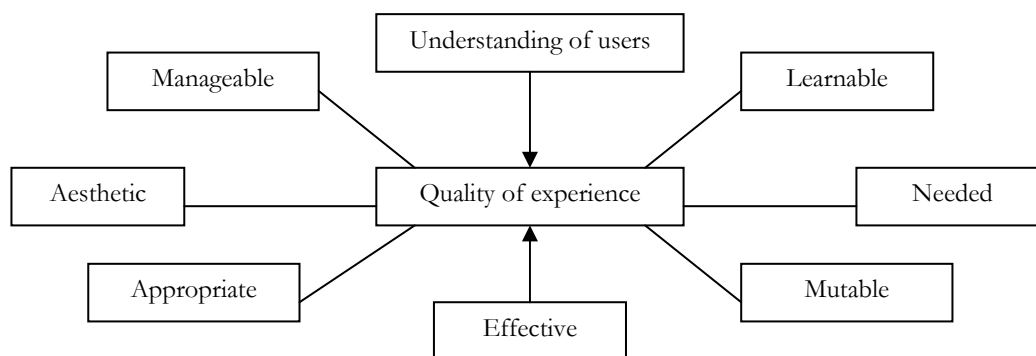 Understanding of users
Manageable
Learnable
Aesthetic
Quality of experience
Needed
Appropriate
Mutable
Effective